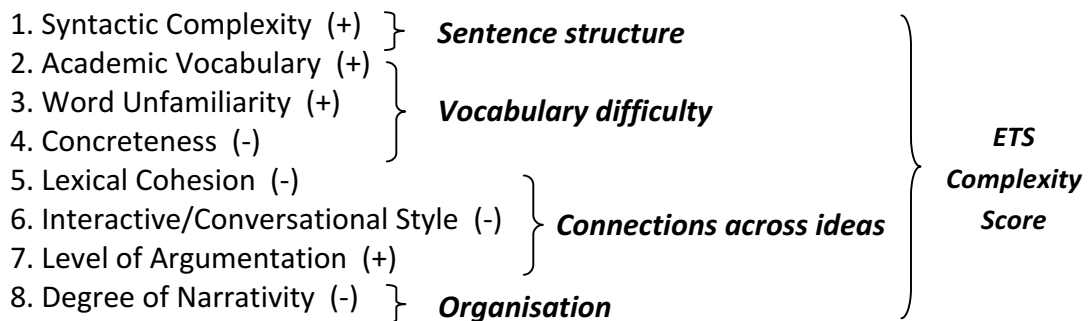 1. Syntactic Complexity (+) Sentence structure
2. Academic Vocabulary (+)
3. Word Unfamiliarity (+) Vocabulary difficulty
4. Concreteness (-) ETS
5. Lexical Cohesion (-) Complexity
6. Interactive/Conversational Style (-) Connections across ideas Score
7. Level of Argumentation (+)
8. Degree of Narrativity (-) Organisation